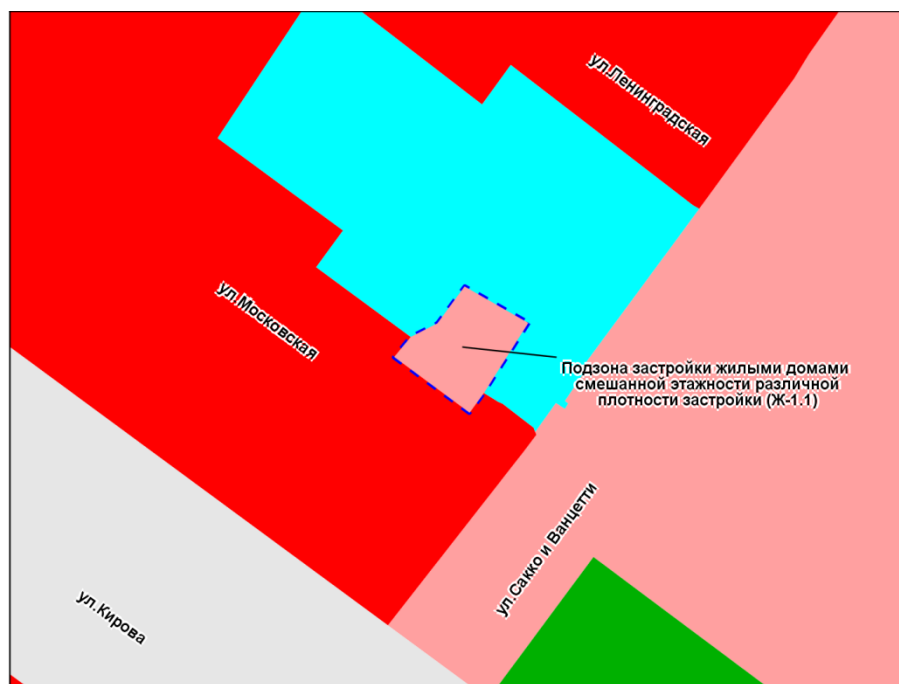 ул.Ленинградская
ул.Московская
Подзона застройки жилыми домами
смешанной этажности различной
плотности застройки (Ж-1.1)
ул.Сакко и Ванцетти
ул.Кирова